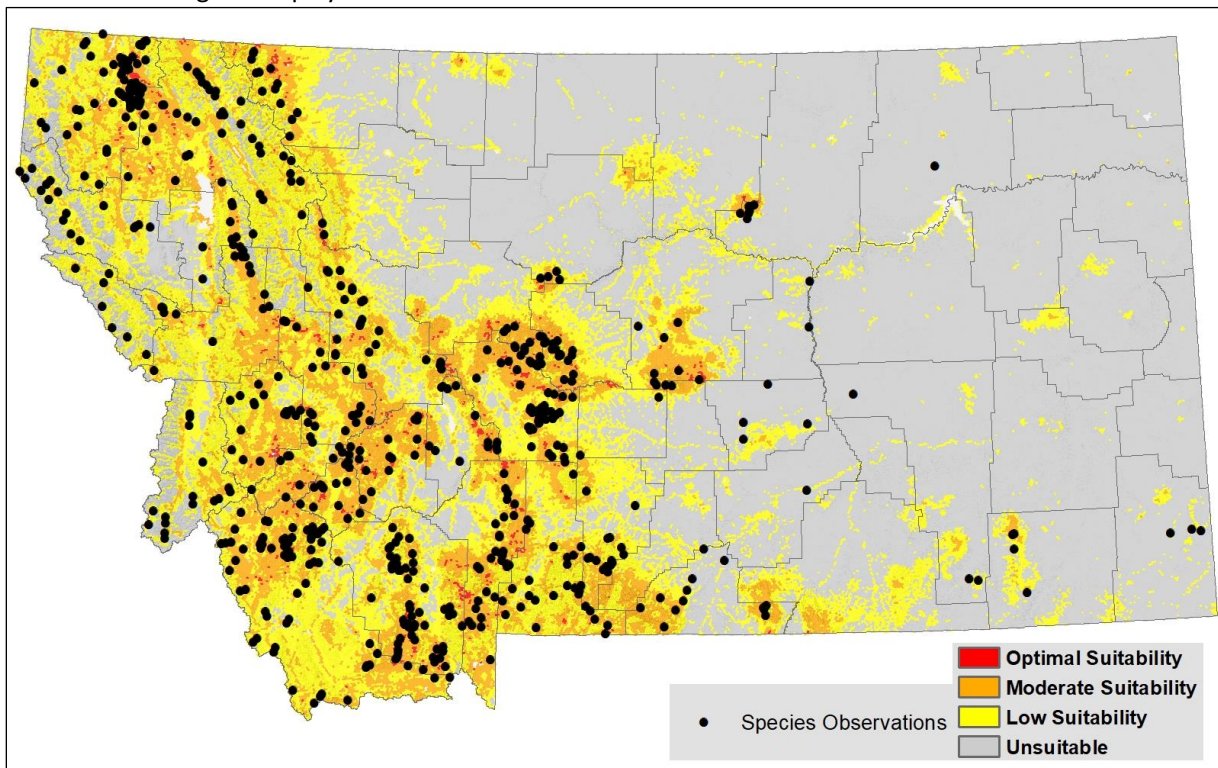 Optimal Suitability
Moderate Suitability
Species Observations
Low Suitability
Unsuitable